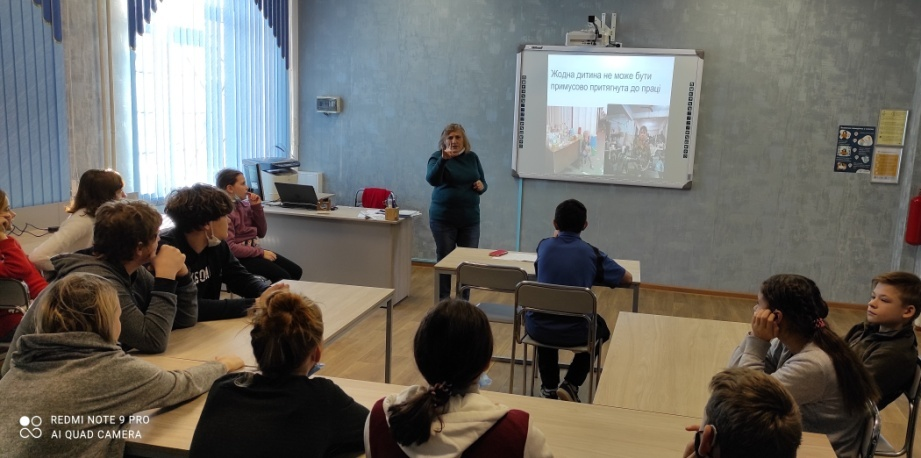 Жодна дитина не може бути
примусово притягнута до праці
REDMI NOTE 9 PRO
AI QUAD CAMERA